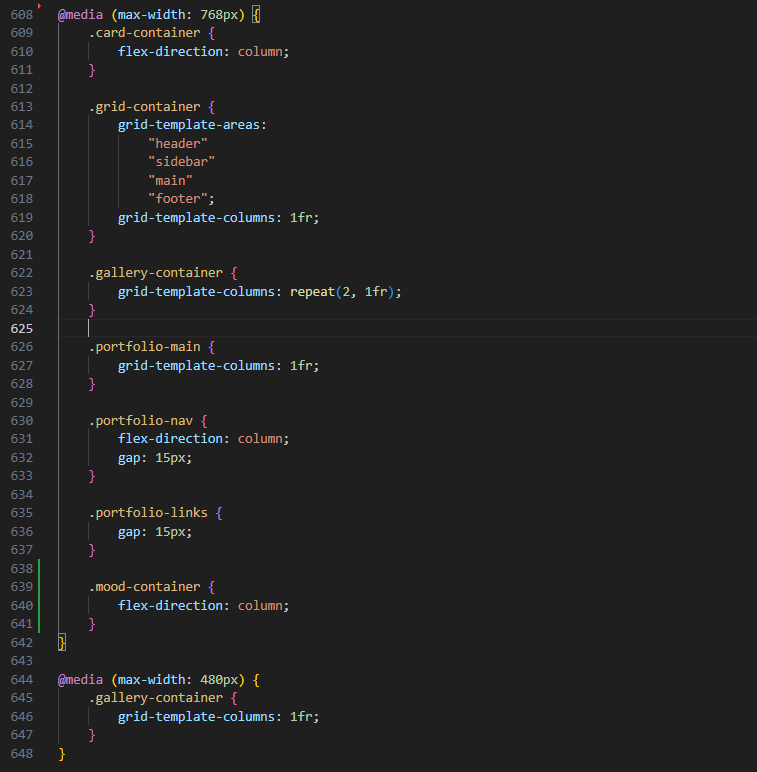 608 @media (max-width: 768px) {
609     .card-container {
610         flex-direction: column;
611     }
612
613     .grid-container {
614         grid-template-areas:
615             "header"
616             "sidebar"
617             "main"
618             "footer";
619         grid-template-columns: 1fr;
620     }
621
622     .gallery-container {
623         grid-template-columns: repeat(2, 1fr);
624     }
625
626     .portfolio-main {
627         grid-template-columns: 1fr;
628     }
629
630     .portfolio-nav {
631         flex-direction: column;
632         gap: 15px;
633     }
634
635     .portfolio-links {
636         gap: 15px;
637     }
638
639     .mood-container {
640         flex-direction: column;
641     }
642 }
643
644 @media (max-width: 480px) {
645     .gallery-container {
646         grid-template-columns: 1fr;
647     }
648 }